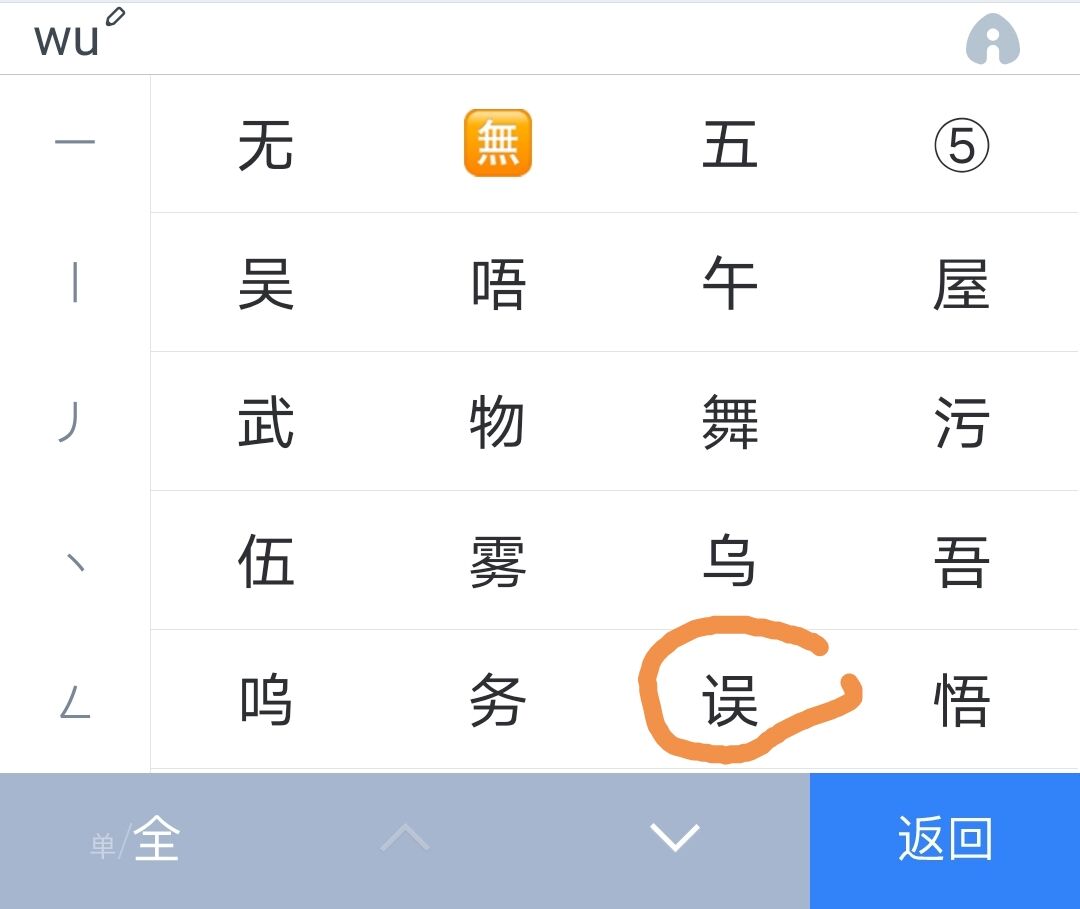 wu
一 无 無 五 ⑤
丨 吴 唔 午 屋
丿 武 物 舞 污
丶 伍 雾 乌 吾
𠃋 呜 务 误 悟
单/全 返回